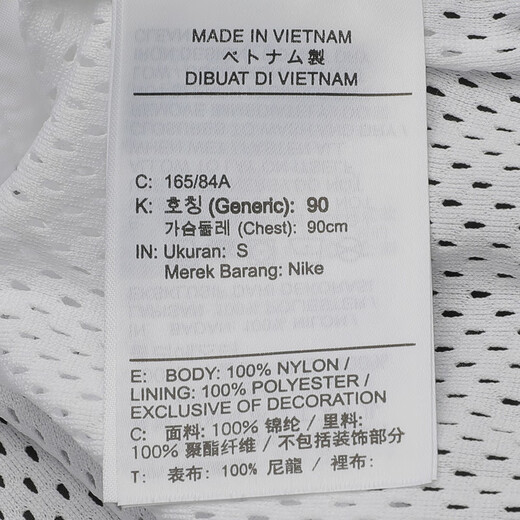 MADE IN VIETNAM
ベトナム製
DIBUAT DI VIETNAM
C: 165/84A
K: 호칭 (Generic): 90
가슴둘레 (Chest): 90cm
IN: Ukuran: S
Merek Barang: Nike
E: BODY: 100% NYLON /
LINING: 100% POLYESTER /
EXCLUSIVE OF DECORATION
C: 面料: 100% 锦纶 / 里料:
100% 聚酯纤维 / 不包括装饰部分
T: 表布: 100% 尼龍 / 裡布: